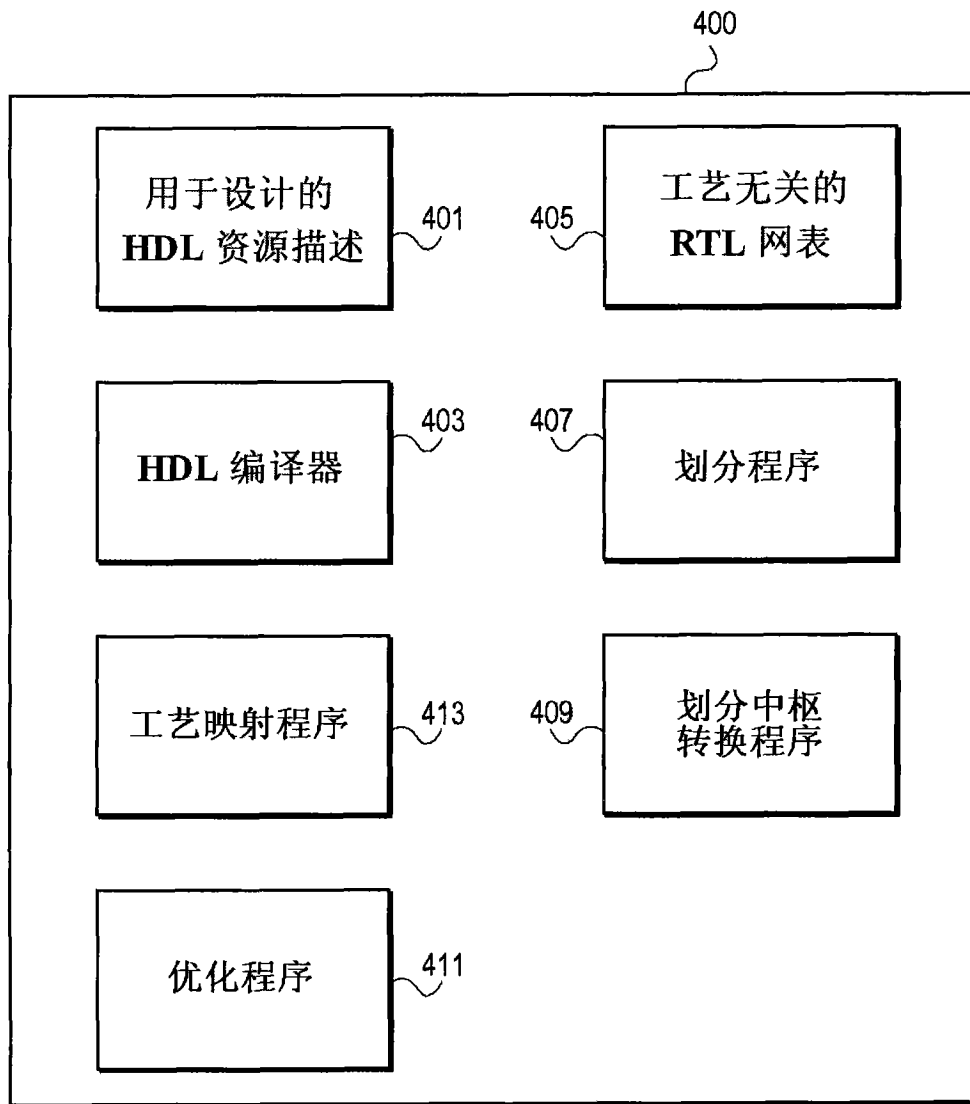 400
用于设计的
HDL 资源描述
401
405
工艺无关的
RTL 网表
HDL 编译器
403
407
划分程序
工艺映射程序
413
409
划分中枢
转换程序
优化程序
411